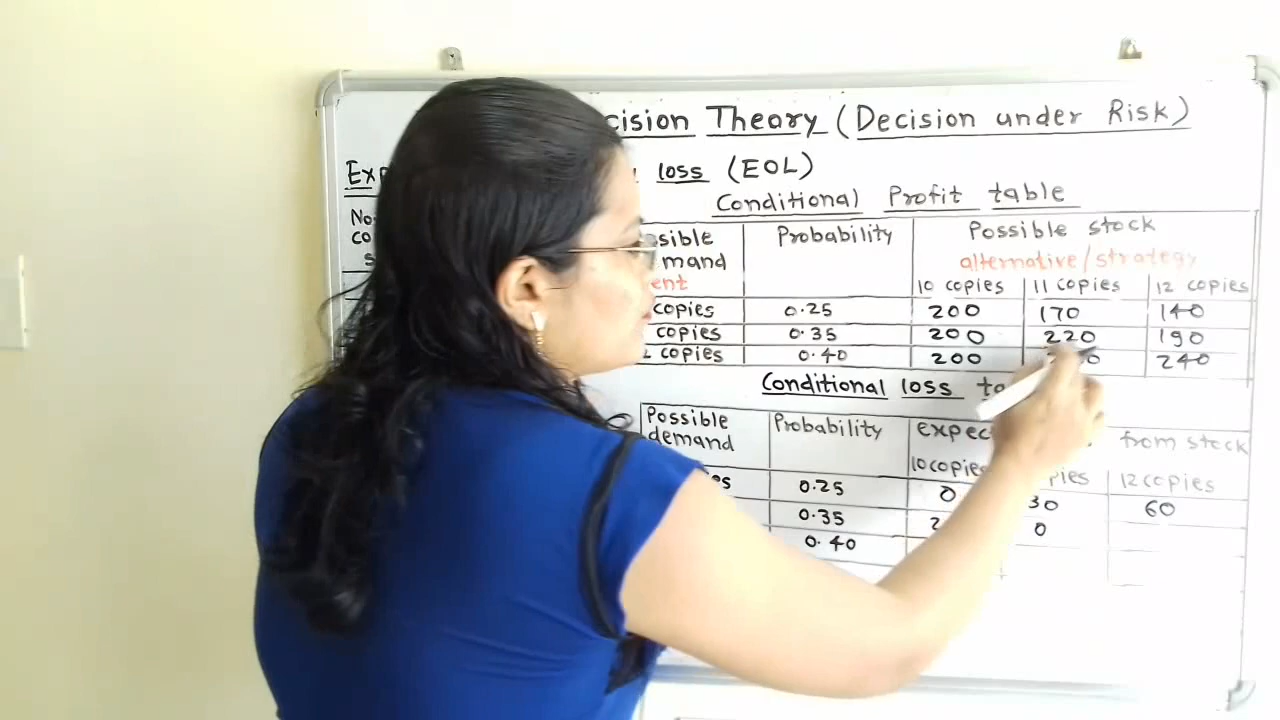 Theory (Decision under Risk)
loss (EOL)
Conditional Profit table
Probability
Possible stock
alternative/strategy
10 copies 11 copies 12 copies
copies 0.25 200 170 140
copies 0.35 200 220 190
copies 0.40 200 240
Conditional loss
Possible
demand
Probability
from stock
10 copies 12 copies
0.25 0 30 60
0.35 0
0.40